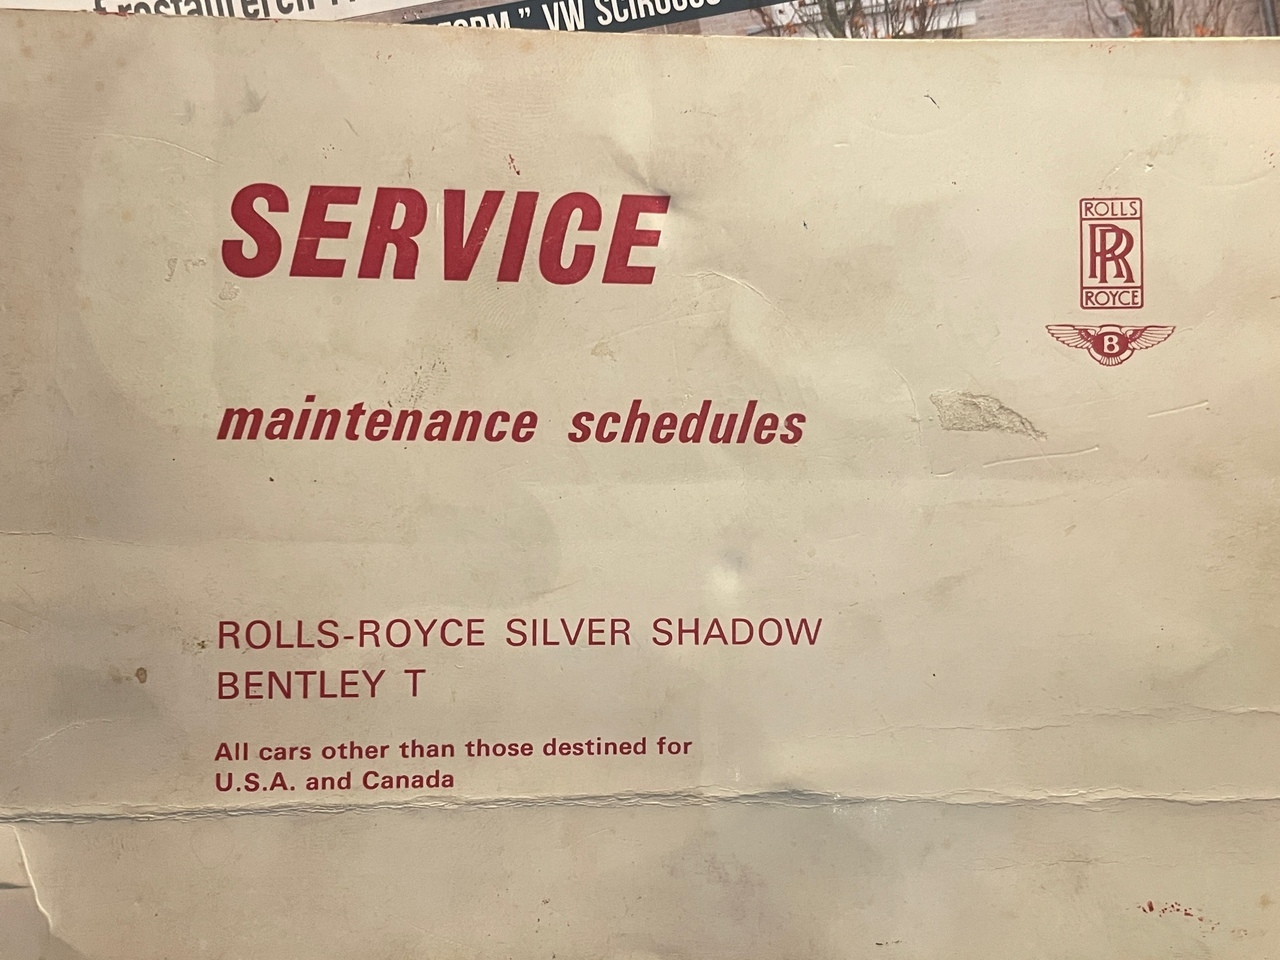 " VW SCIROCCO
SERVICE
ROLLS
RR
ROYCE
B
maintenance schedules
ROLLS-ROYCE SILVER SHADOW
BENTLEY T
All cars other than those destined for
U.S.A. and Canada